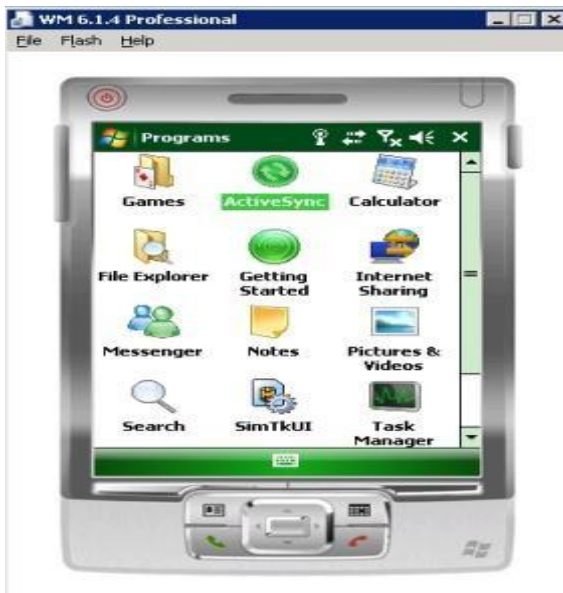 WM 6.1.4 Professional
File Flash Help
Programs
Games ActiveSync Calculator
File Explorer Getting Started Internet Sharing
Messenger Notes Pictures & Videos
Search SimTkUI Task Manager